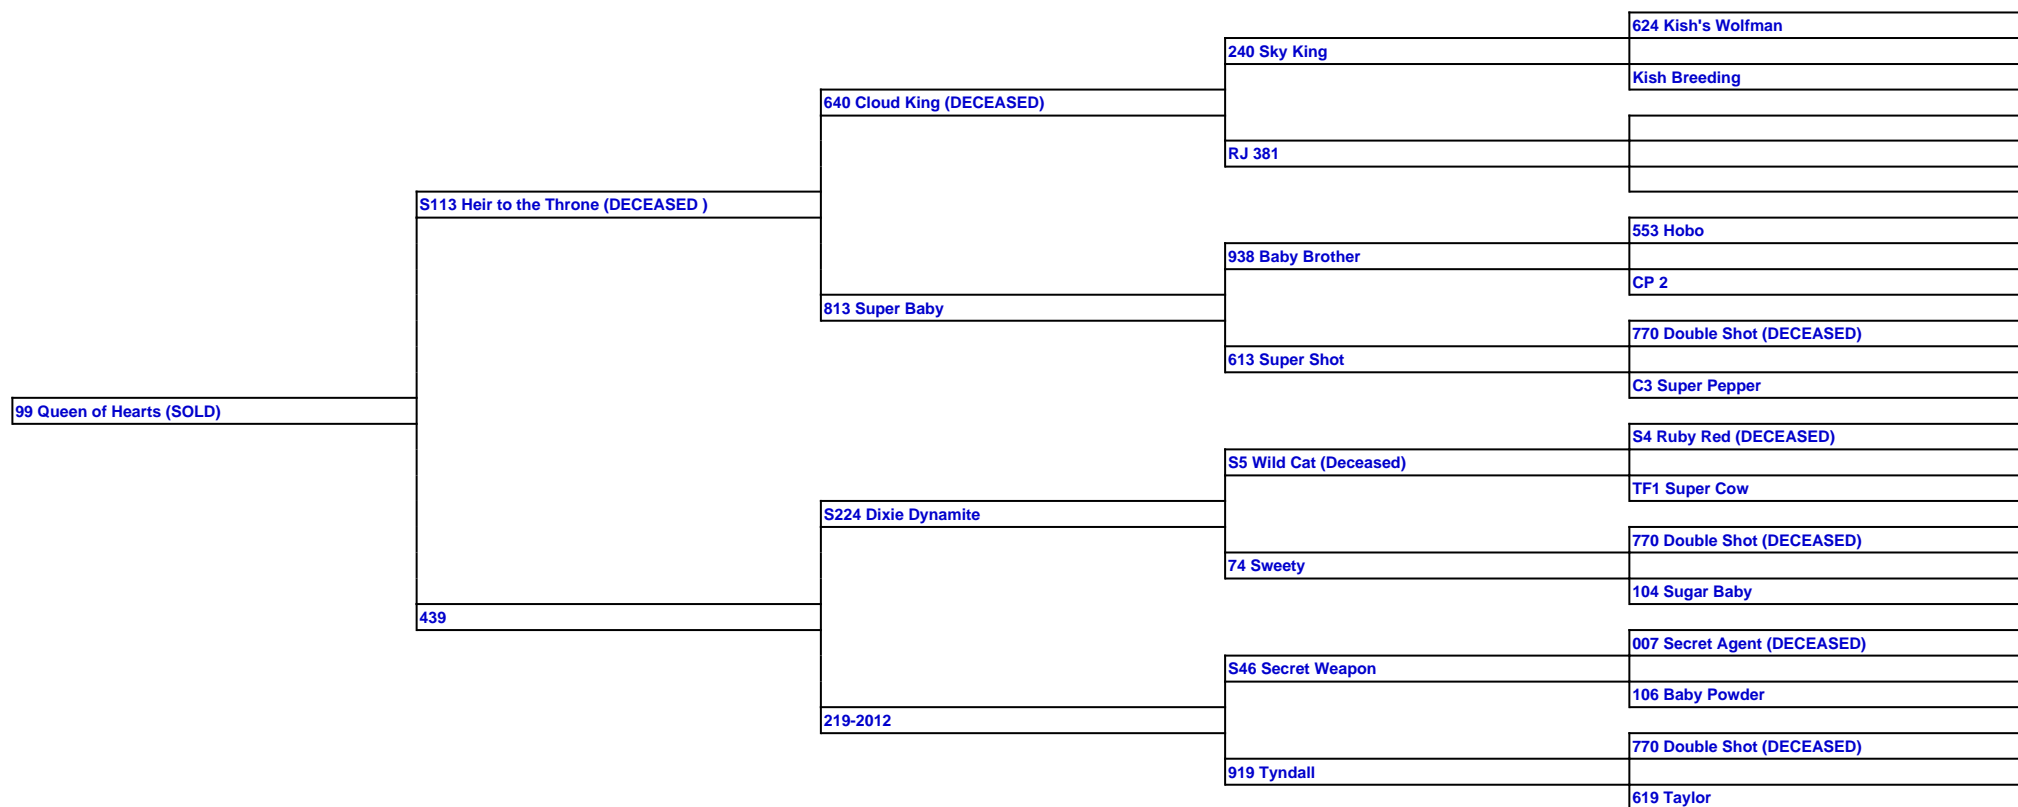 624 Kish's Wolfman
240 Sky King
Kish Breeding
640 Cloud King (DECEASED)
RJ 381
S113 Heir to the Throne (DECEASED )
553 Hobo
938 Baby Brother
CP 2
813 Super Baby
770 Double Shot (DECEASED)
613 Super Shot
C3 Super Pepper
99 Queen of Hearts (SOLD)
S4 Ruby Red (DECEASED)
S5 Wild Cat (Deceased)
TF1 Super Cow
S224 Dixie Dynamite
770 Double Shot (DECEASED)
74 Sweety
104 Sugar Baby
439
007 Secret Agent (DECEASED)
S46 Secret Weapon
106 Baby Powder
219-2012
770 Double Shot (DECEASED)
919 Tyndall
619 Taylor